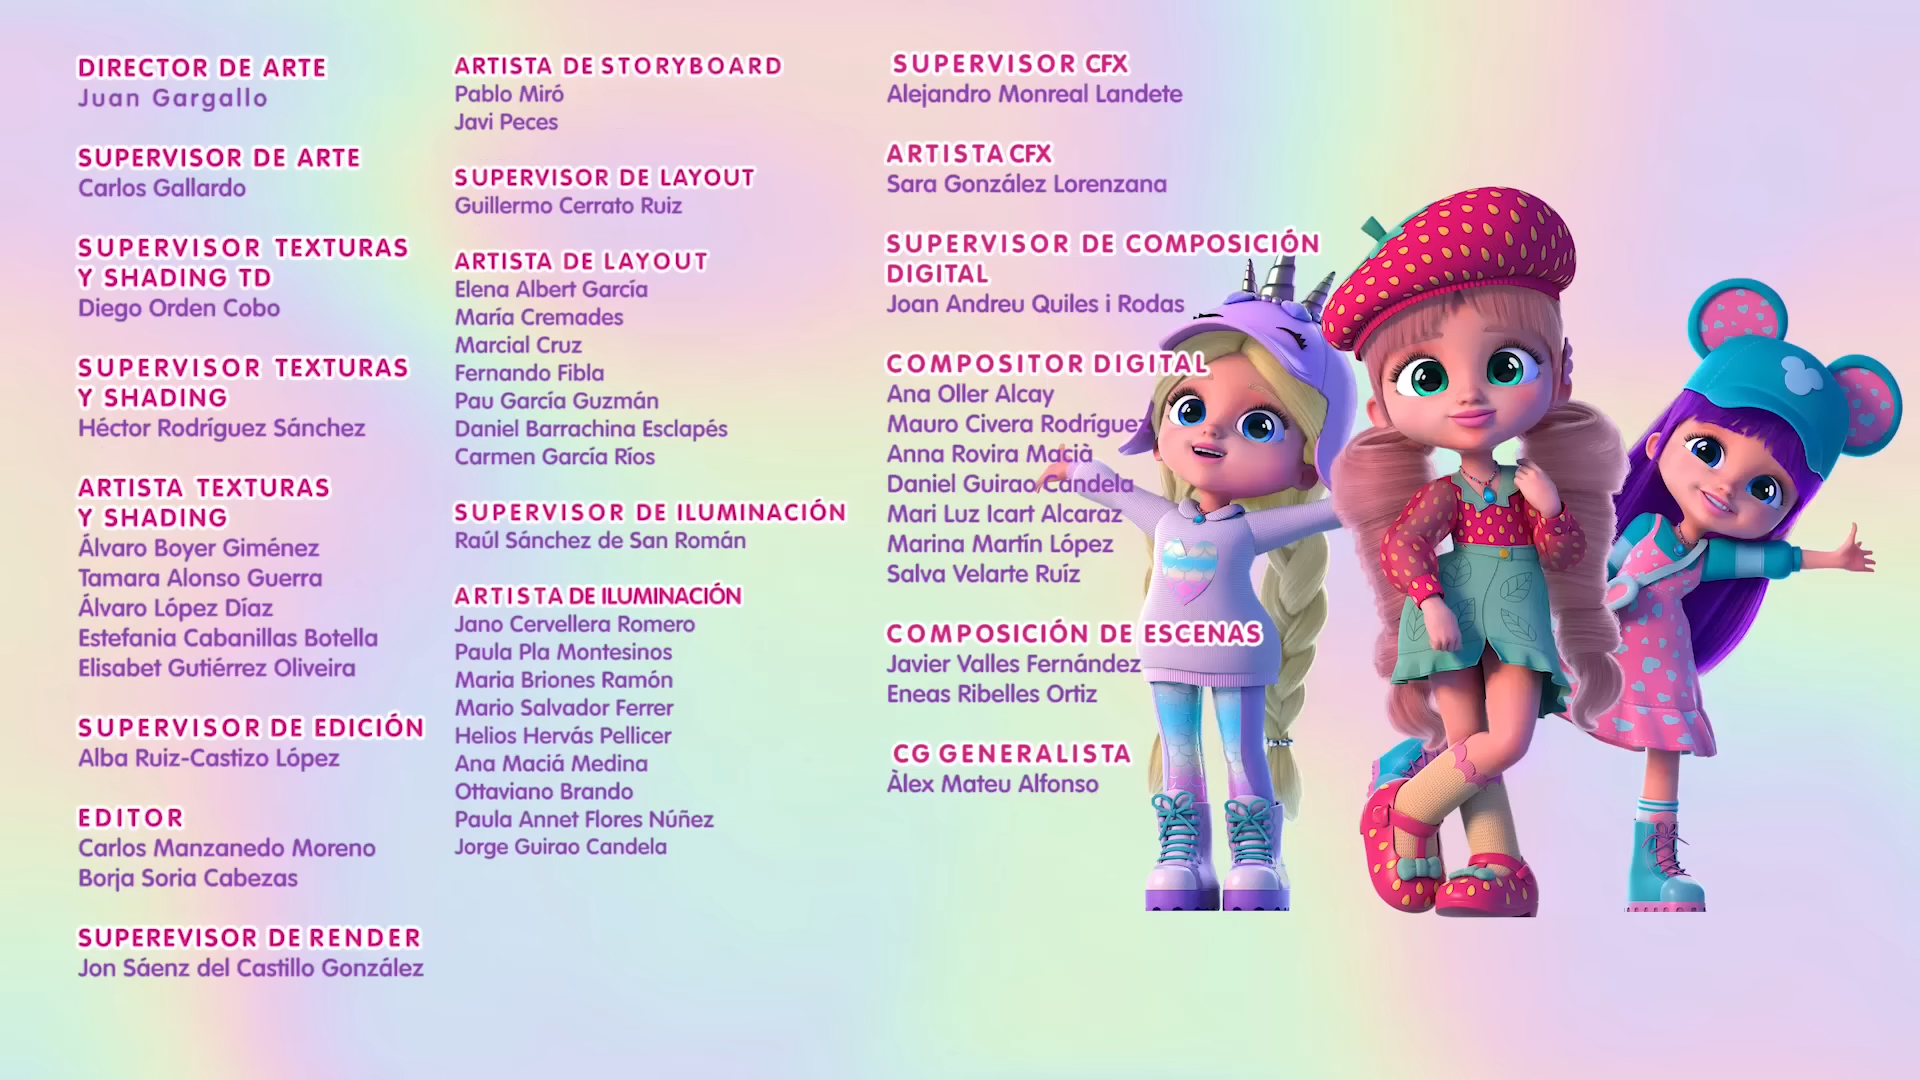 DIRECTOR DE ARTE
Juan Gargallo
SUPERVISOR DE ARTE
Carlos Gallardo
SUPERVISOR TEXTURAS
Y SHADING TD
Diego Orden Cobo
SUPERVISOR TEXTURAS
Y SHADING
Héctor Rodríguez Sánchez
ARTISTA TEXTURAS
Y SHADING
Álvaro Boyer Giménez
Tamara Alonso Guerra
Álvaro López Díaz
Estefania Cabanillas Botella
Elisabet Gutiérrez Oliveira
SUPERVISOR DE EDICIÓN
Alba Ruiz-Castizo López
EDITOR
Carlos Manzanedo Moreno
Borja Soria Cabezas
SUPEREVISOR DE RENDER
Jon Sáenz del Castillo González
ARTISTA DE STORYBOARD
Pablo Miró
Javi Peces
SUPERVISOR DE LAYOUT
Guillermo Cerrato Ruiz
ARTISTA DE LAYOUT
Elena Albert García
María Cremades
Marcial Cruz
Fernando Fibla
Pau García Guzmán
Daniel Barrachina Esclapés
Carmen García Ríos
SUPERVISOR DE ILUMINACIÓN
Raúl Sánchez de San Román
ARTISTA DE ILUMINACIÓN
Jano Cervellera Romero
Paula Pla Montesinos
Maria Briones Ramón
Mario Salvador Ferrer
Helios Hervás Pellicer
Ana Maciá Medina
Ottaviano Brando
Paula Annet Flores Núñez
Jorge Guirao Candela
SUPERVISOR CFX
Alejandro Monreal Landete
ARTISTA CFX
Sara González Lorenzana
SUPERVISOR DE COMPOSICIÓN
DIGITAL
Joan Andreu Quiles i Rodas
COMPOSITOR DIGITAL
Ana Oller Alcay
Mauro Civera Rodríguez
Anna Rovira Macià
Daniel Guirao Candela
Mari Luz Icart Alcaraz
Marina Martín López
Salva Velarte Ruíz
COMPOSICIÓN DE ESCENAS
Javier Valles Fernández
Eneas Ribelles Ortiz
CG GENERALISTA
Àlex Mateu Alfonso